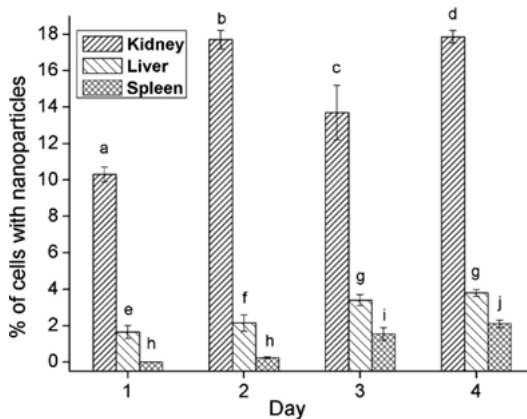 % of cells with nanoparticles
18
16
14
12
10
8
6
4
2
0
Kidney
Liver
Spleen
a
b
c
d
e
h
f
h
g
i
g
j
1
2
3
4
Day